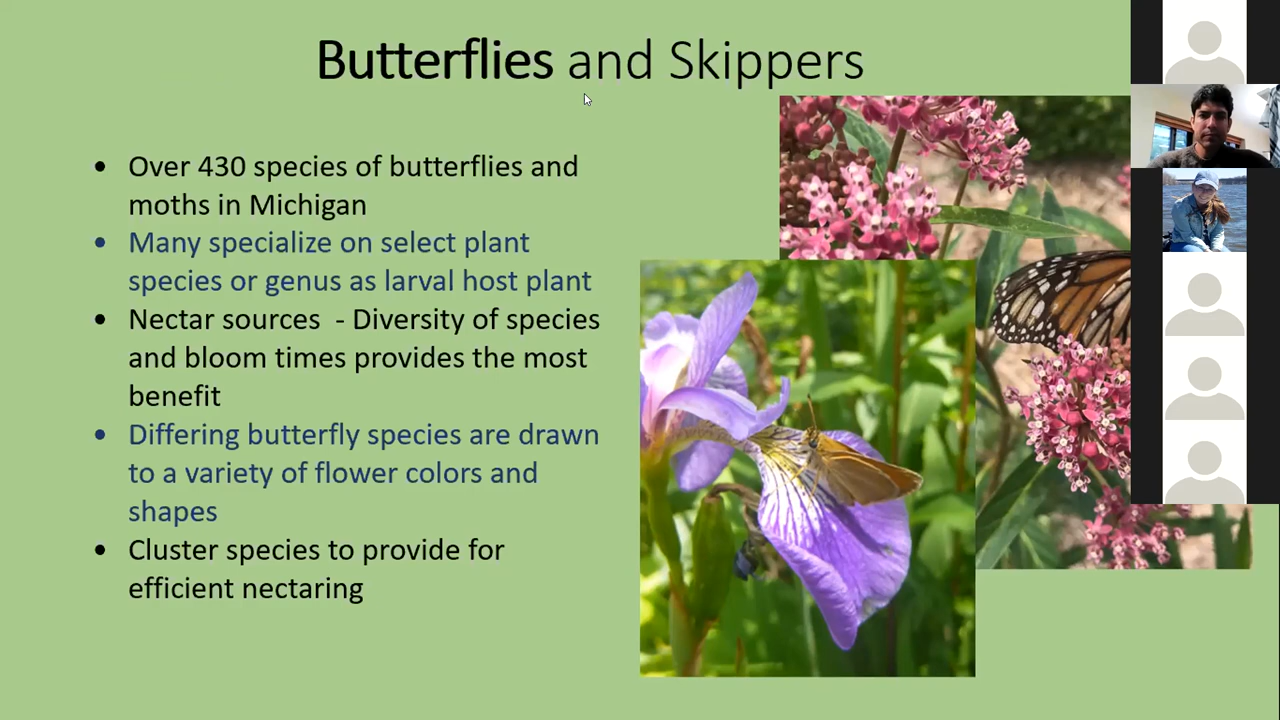 Butterflies and Skippers
• Over 430 species of butterflies and
moths in Michigan
• Many specialize on select plant
species or genus as larval host plant
• Nectar sources - Diversity of species
and bloom times provides the most
benefit
• Differing butterfly species are drawn
to a variety of flower colors and
shapes
• Cluster species to provide for
efficient nectaring